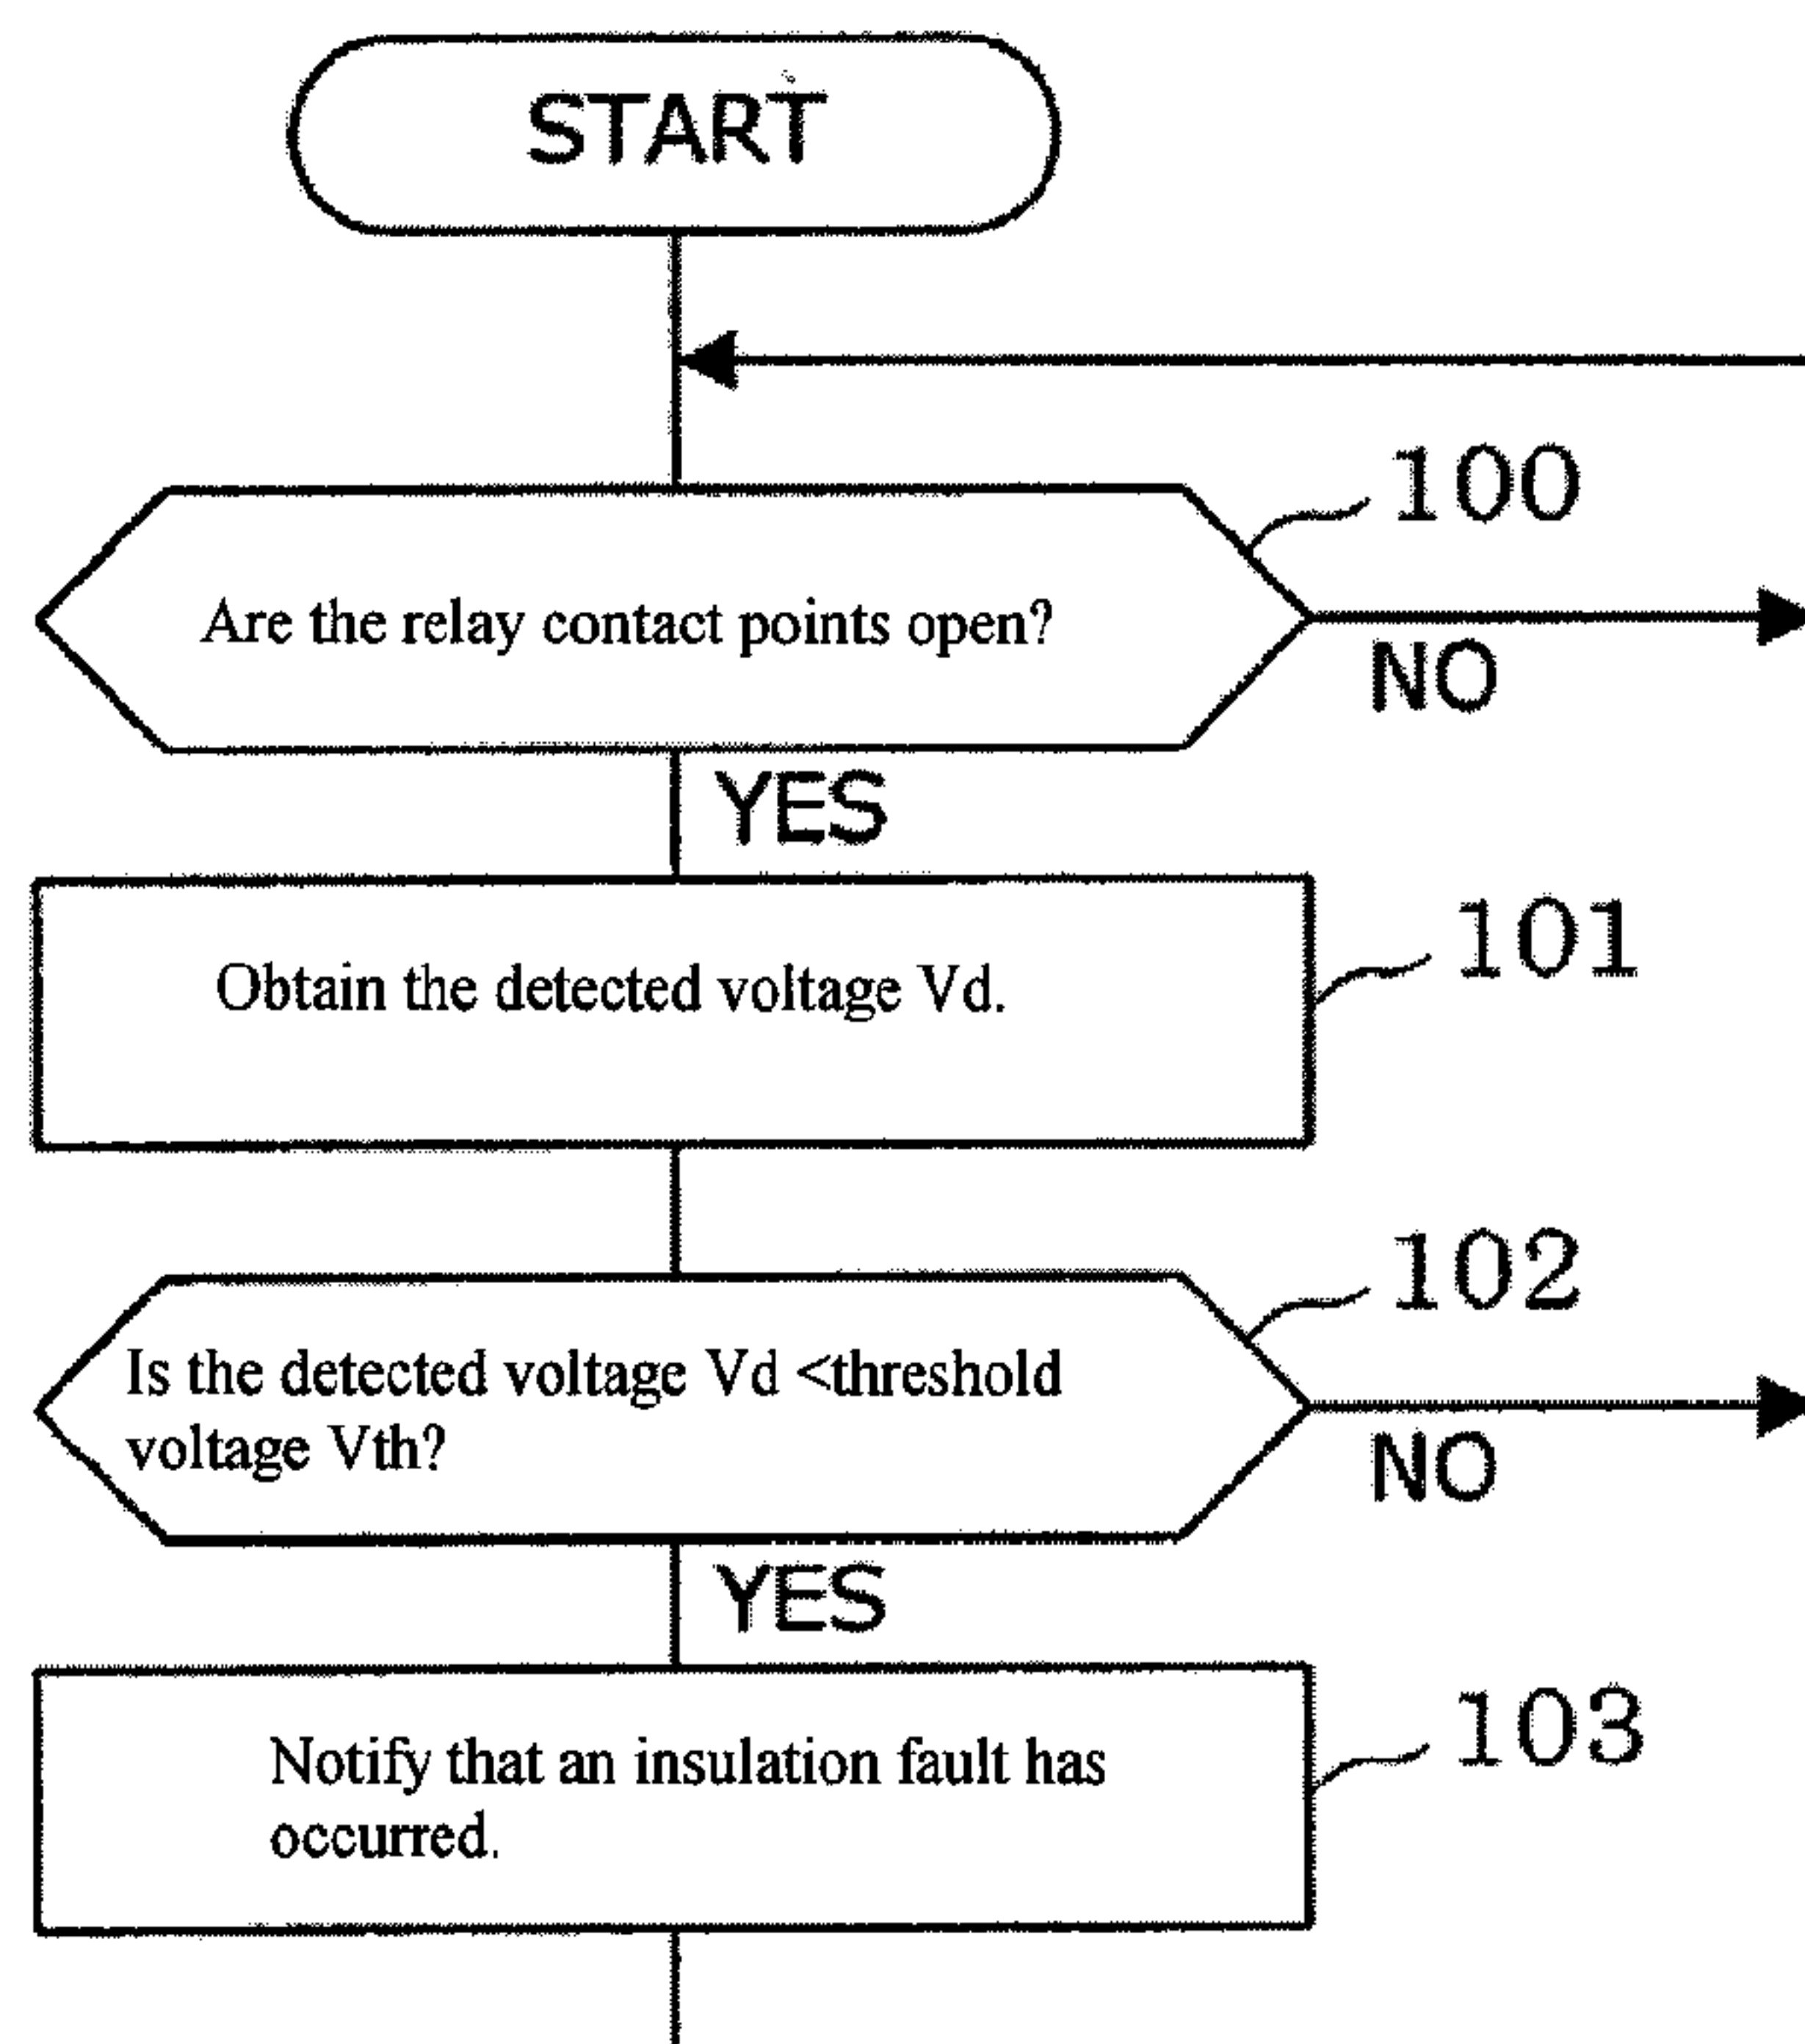 START
100
Are the relay contact points open?
NO
YES
101
Obtain the detected voltage Vd.
102
Is the detected voltage Vd <threshold
voltage Vth?
NO
YES
103
Notify that an insulation fault has
occurred.